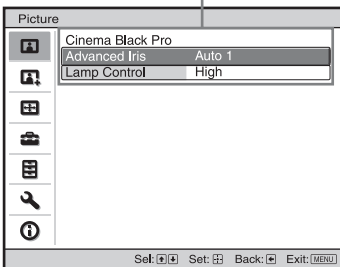 Picture
Cinema Black Pro
Advanced Iris Auto 1
Lamp Control High
Sel: Set: Back: Exit: MENU